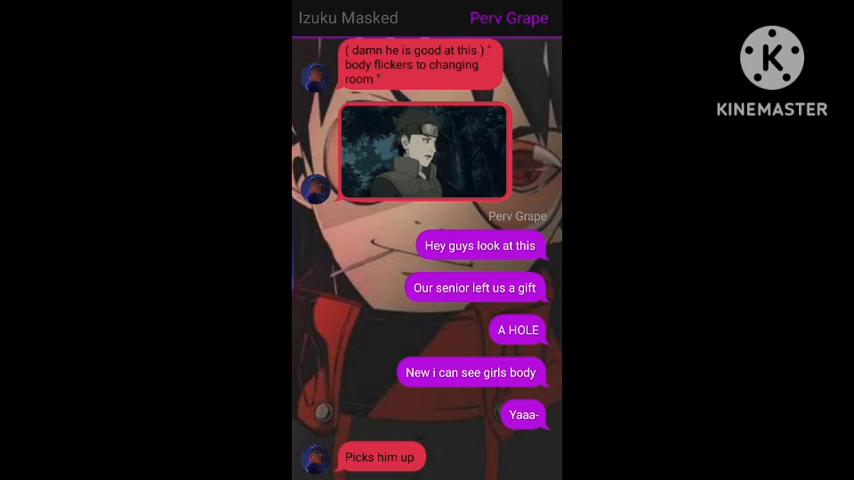 Izuku Masked
Perv Grape
( damn he is good at this ) *
body flickers to changing
room *
Perv Grape
Hey guys look at this
Our senior left us a gift
A HOLE
New i can see girls body
Yaaa-
Picks him up
K
KINEMASTER